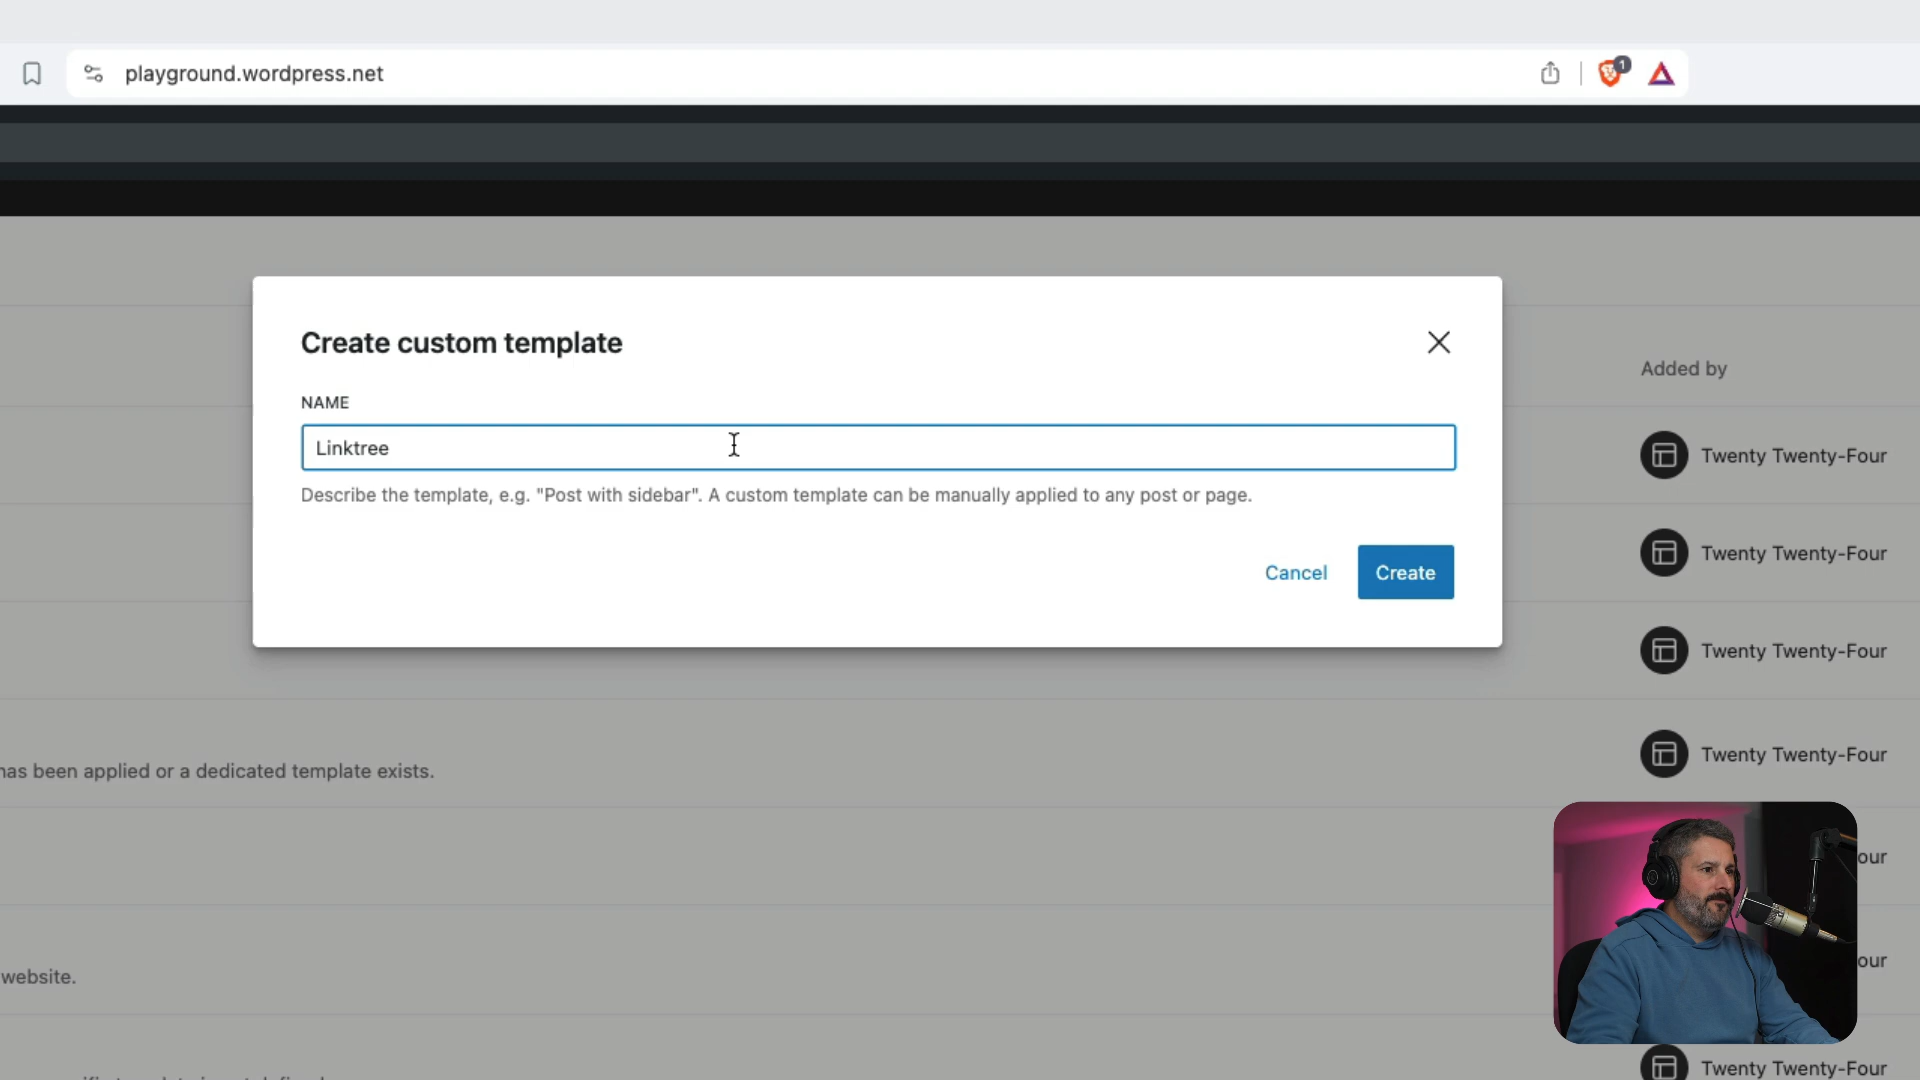 playground.wordpress.net
1
Create custom template
Added by
NAME
Linktree
Twenty Twenty-Four
Describe the template, e.g. "Post with sidebar". A custom template can be manually applied to any post or page.
Twenty Twenty-Four
Cancel
Create
Twenty Twenty-Four
Twenty Twenty-Four
has been applied or a dedicated template exists.
our
our
website.
Twenty Twenty-Four